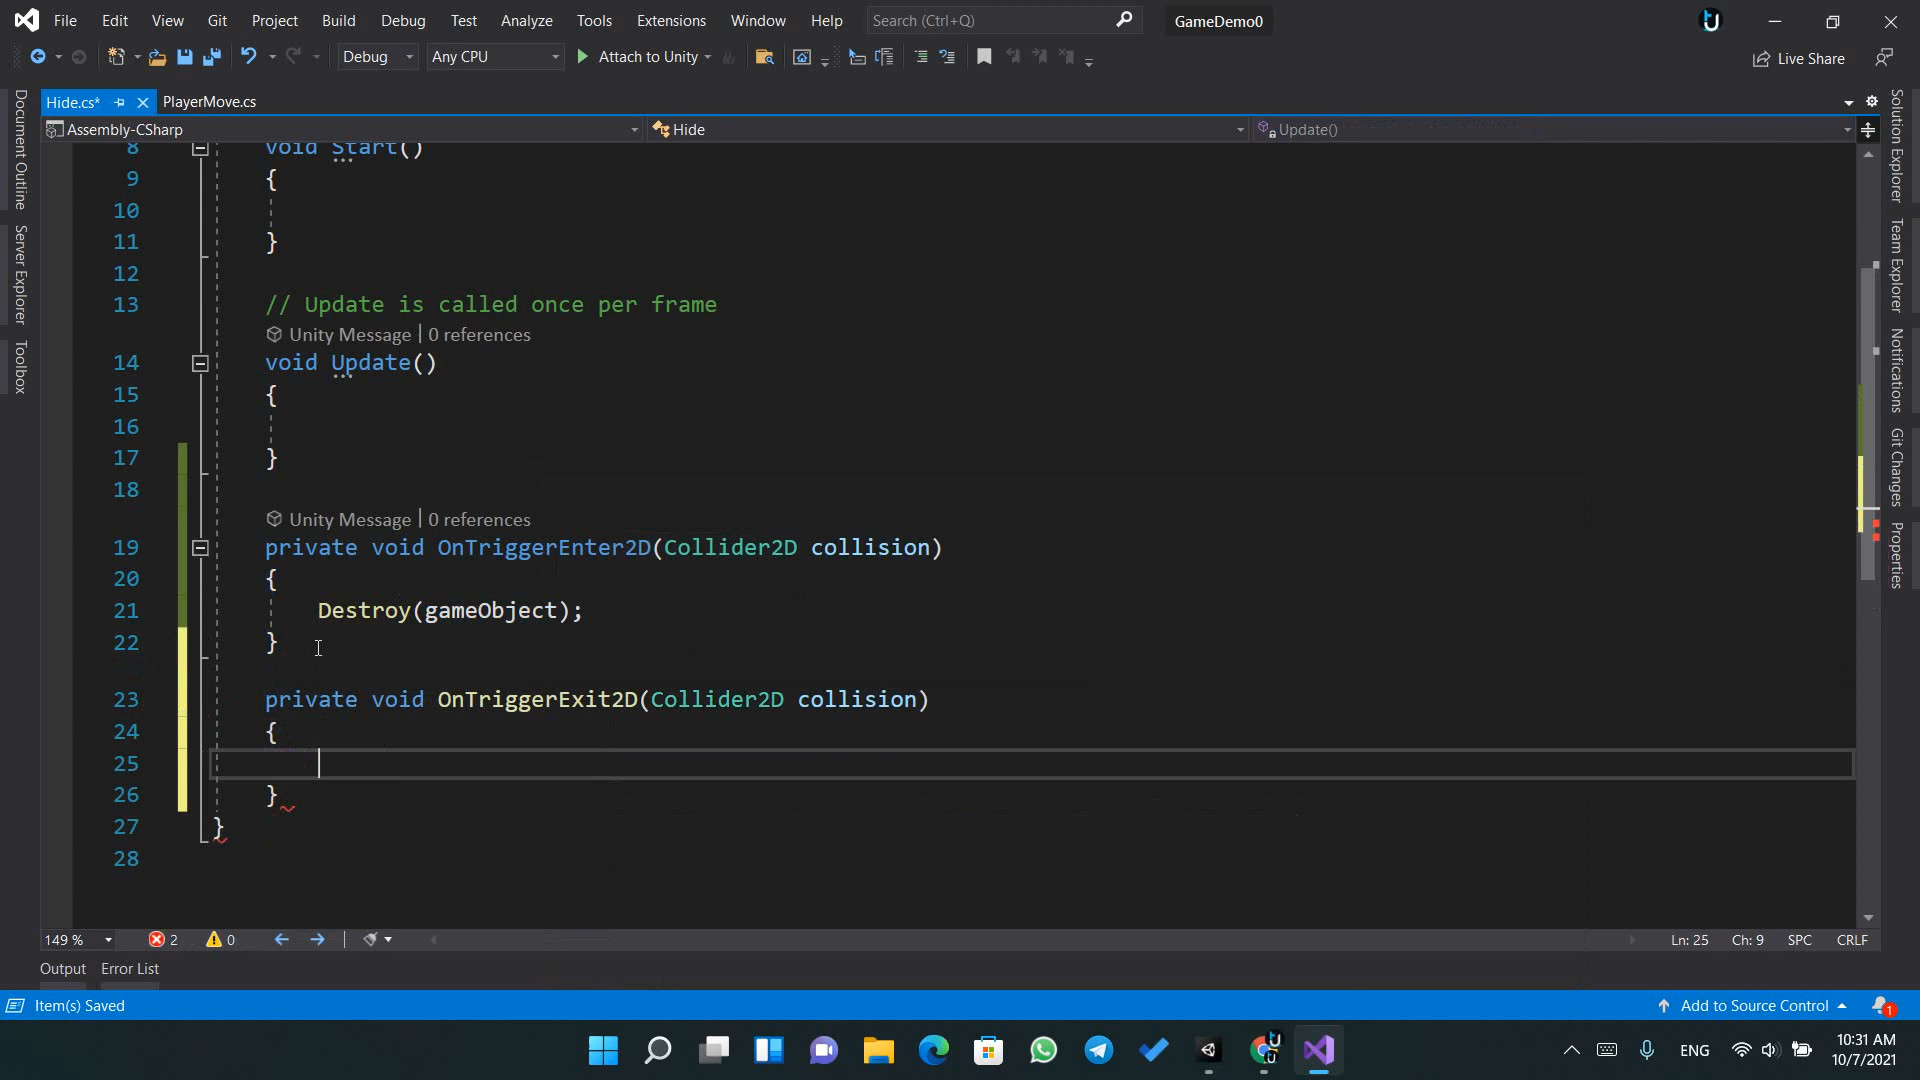 File Edit View Git Project Build Debug Test Analyze Tools Extensions Window Help Search (Ctrl+Q) GameDemo0
Debug Any CPU Attach to Unity Live Share
Hide.cs* PlayerMove.cs
Assembly-CSharp Hide Update()
Document Outline
Server Explorer
Toolbox
8 void Start()
9 {
10
11 }
12
13 // Update is called once per frame
Unity Message | 0 references
14 void Update()
15 {
16
17 }
18
Unity Message | 0 references
19 private void OnTriggerEnter2D(Collider2D collision)
20 {
21 Destroy(gameObject);
22 }
23 private void OnTriggerExit2D(Collider2D collision)
24 {
25
26 }
27 }
28
Solution Explorer
Team Explorer
Notifications
Git Changes
Properties
149 % 2 0 Ln: 25 Ch: 9 SPC CRLF
Output Error List
Item(s) Saved Add to Source Control 1
ENG 10:31 AM
10/7/2021